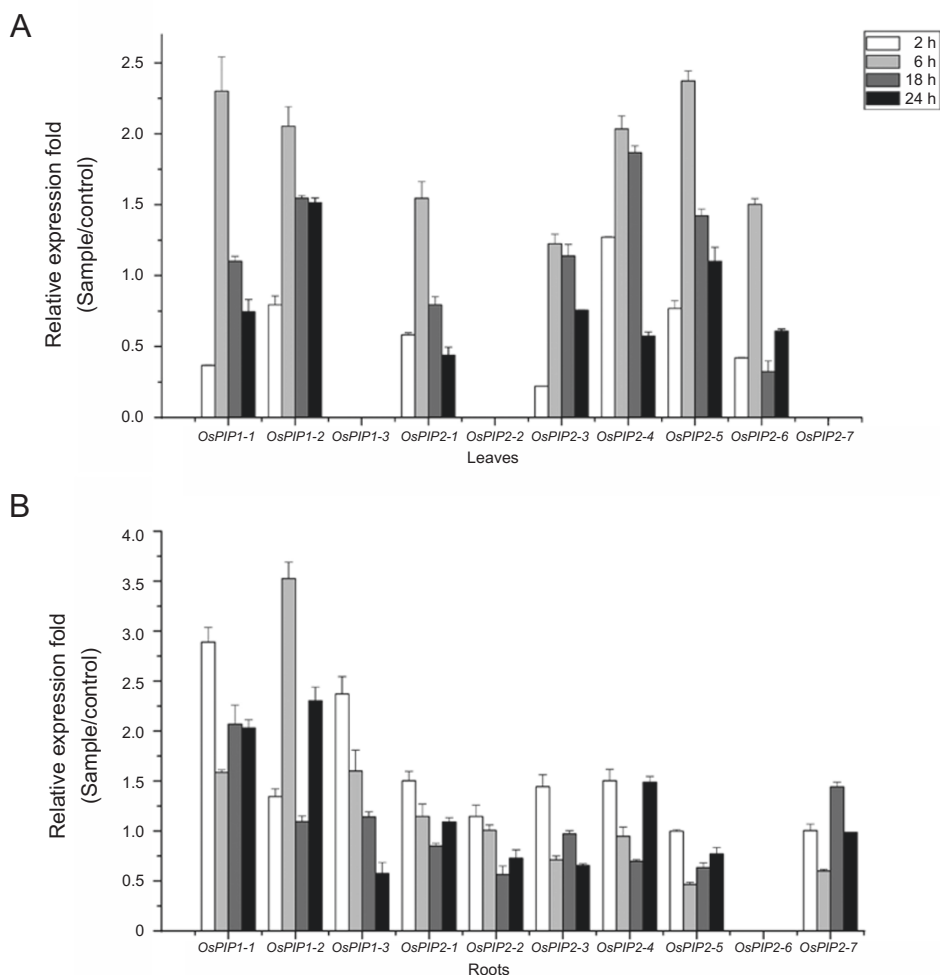 A
2 h
6 h
18 h
24 h
Relative expression fold
(Sample/control)
2.5
2.0
1.5
1.0
0.5
0.0
OsPIP1-1 OsPIP1-2 OsPIP1-3 OsPIP2-1 OsPIP2-2 OsPIP2-3 OsPIP2-4 OsPIP2-5 OsPIP2-6 OsPIP2-7
Leaves
B
Relative expression fold
(Sample/control)
4.0
3.5
3.0
2.5
2.0
1.5
1.0
0.5
0
OsPIP1-1 OsPIP1-2 OsPIP1-3 OsPIP2-1 OsPIP2-2 OsPIP2-3 OsPIP2-4 OsPIP2-5 OsPIP2-6 OsPIP2-7
Roots